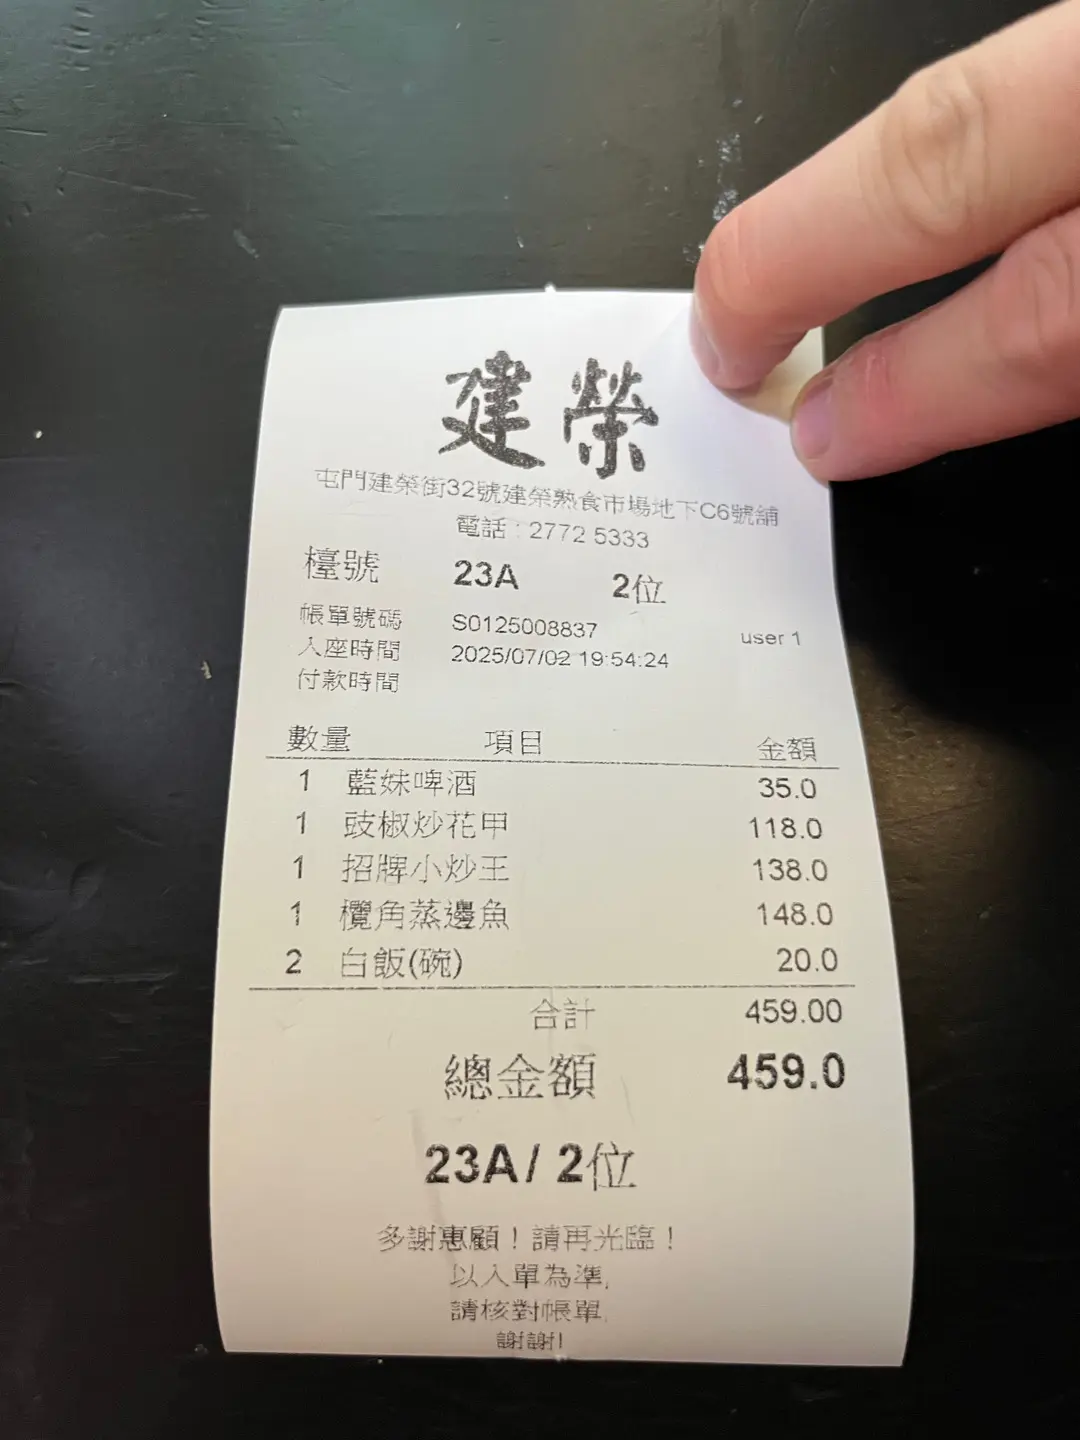 建榮
屯門建榮街32號建榮熟食市場地下C6號舖
電話：2772 5333
檯號 23A 2位
帳單號碼 S0125008837 user 1
入座時間 2025/07/02 19:54:24
付款時間
數量 項目 金額
1 藍妹啤酒 35.0
1 豉椒炒花甲 118.0
1 招牌小炒王 138.0
1 欖角蒸邊魚 148.0
2 白飯(碗) 20.0
合計 459.00
總金額 459.0
23A/ 2位
多謝惠顧！請再光臨！
以入單為準,
請核對帳單,
謝謝!